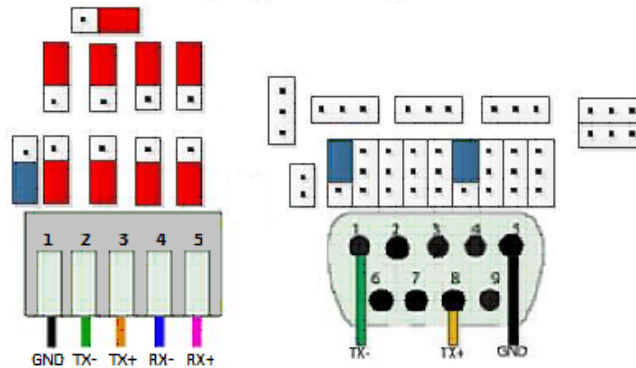 1 2 3 4 5
GND TX- TX+ RX- RX+
1 2 3 4 5
6 7 8 9
TX- TX+ GND